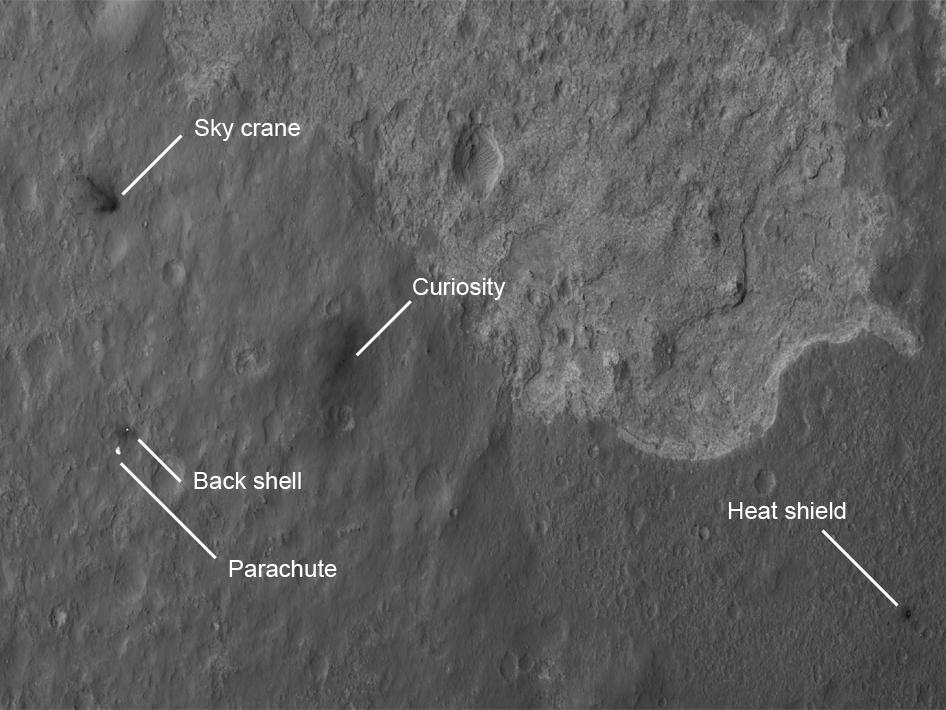 Sky crane
Curiosity
Back shell
Heat shield
Parachute